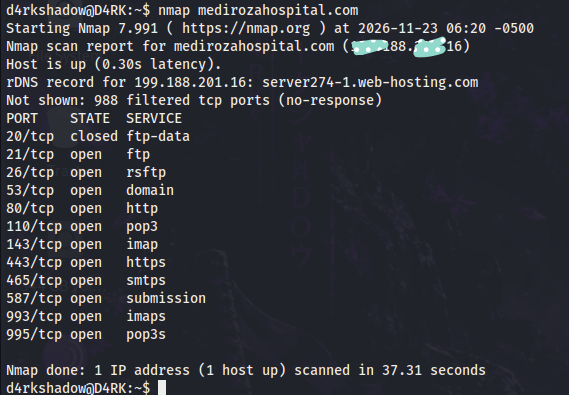 d4rkshadow@D4RK:~$ nmap medirozahospital.com
Starting Nmap 7.991 ( https://nmap.org ) at 2026-11-23 06:20 -0500
Nmap scan report for medirozahospital.com ( 188. 16)
Host is up (0.30s latency).
rDNS record for 199.188.201.16: server274-1.web-hosting.com
Not shown: 988 filtered tcp ports (no-response)
PORT STATE SERVICE
20/tcp closed ftp-data
21/tcp open ftp
26/tcp open rsftp
53/tcp open domain
80/tcp open http
110/tcp open pop3
143/tcp open imap
443/tcp open https
465/tcp open smtps
587/tcp open submission
993/tcp open imaps
995/tcp open pop3s
Nmap done: 1 IP address (1 host up) scanned in 37.31 seconds
d4rkshadow@D4RK:~$